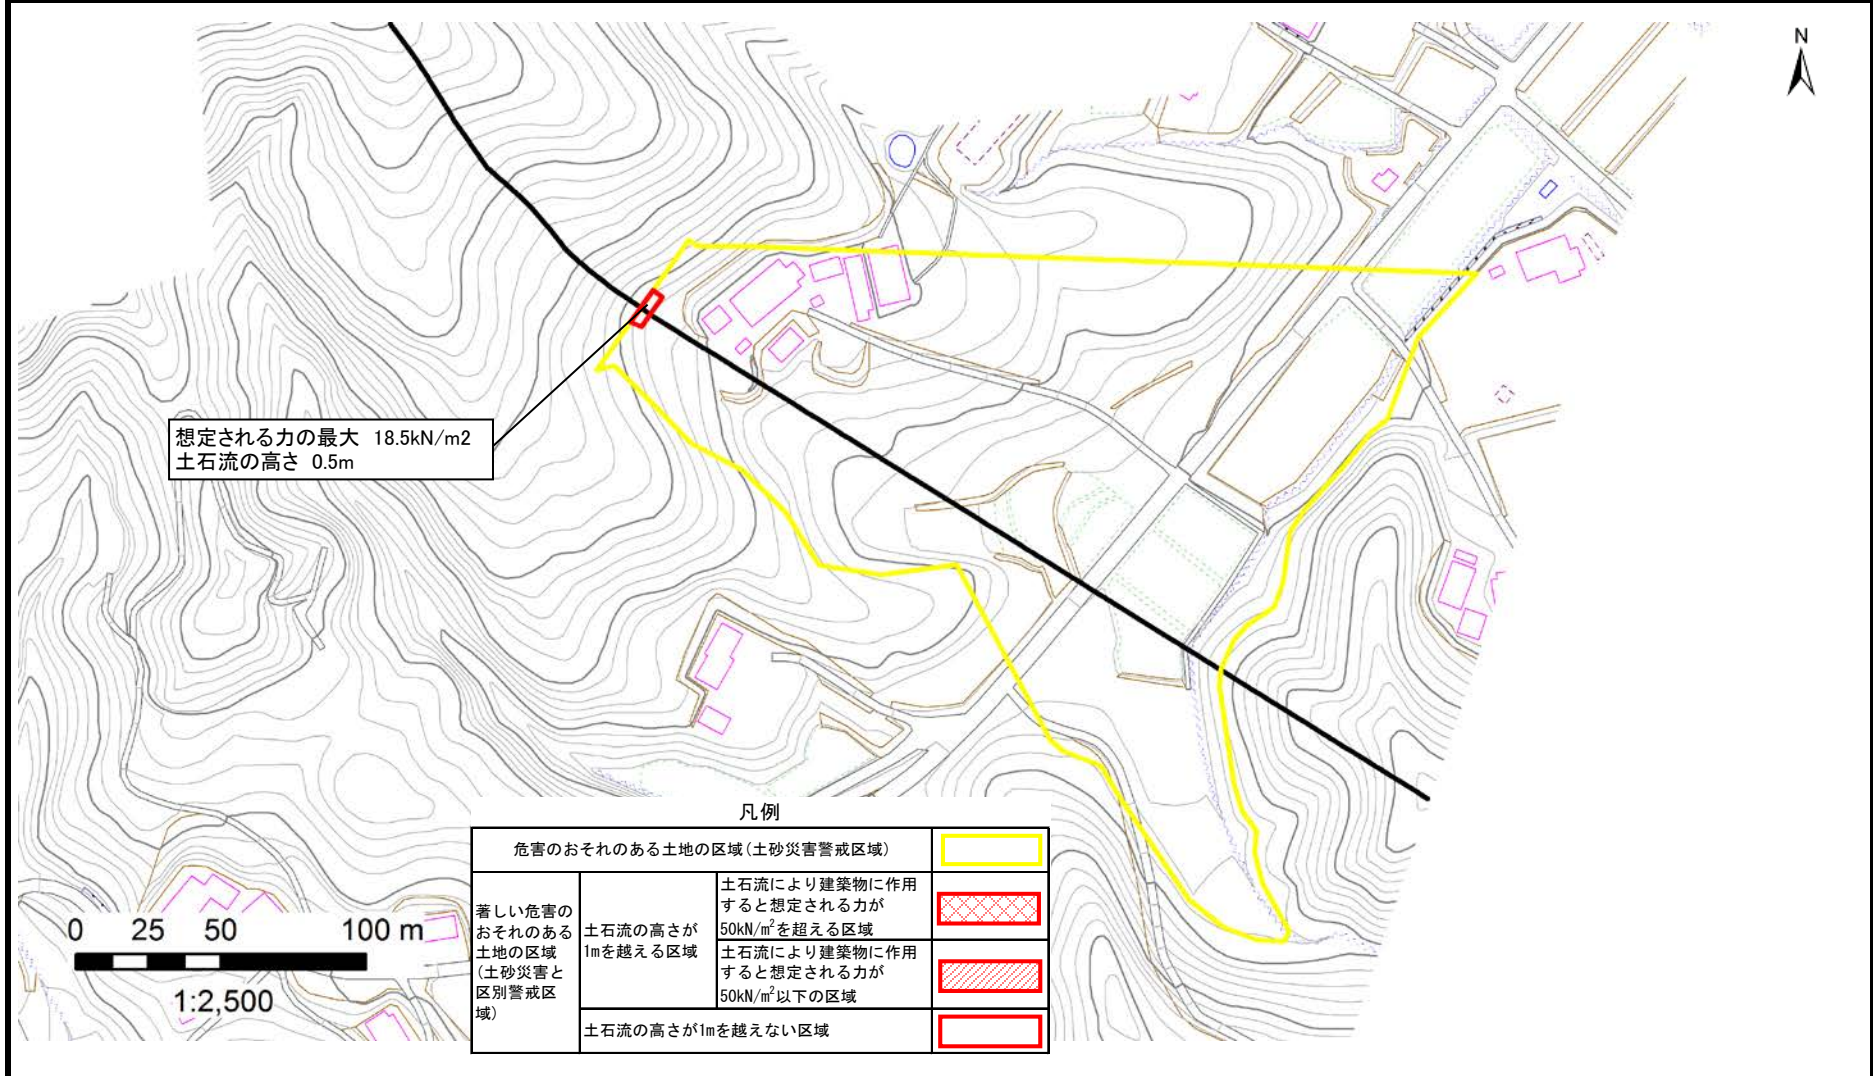 N
想定される力の最大 18.5kN/m2
土石流の高さ 0.5m
凡例
危害のおそれのある土地の区域(土砂災害警戒区域)
著しい危害の
おそれのある
土地の区域
(土砂災害と
区別警戒区
域)
土石流の高さが
1mを越える区域
土石流により建築物に作用
すると想定される力が
50kN/m²を超える区域
土石流により建築物に作用
すると想定される力が
50kN/m²以下の区域
土石流の高さが1mを越えない区域
0 25 50 100 m
1:2,500